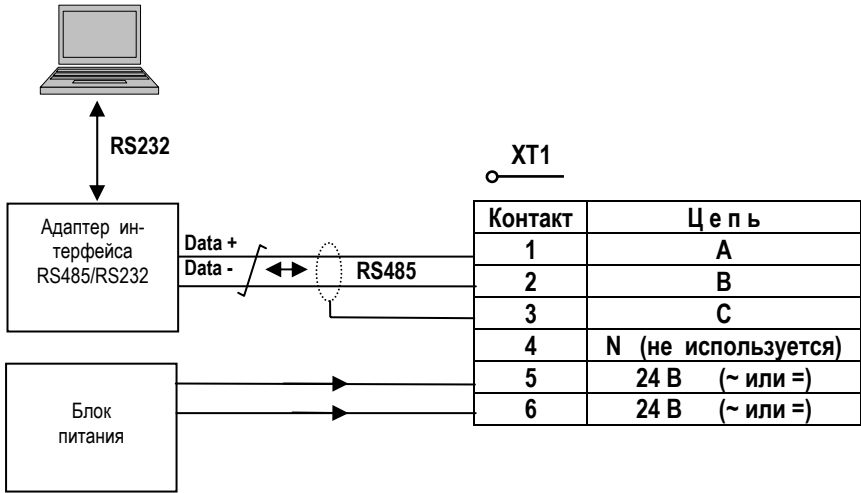 RS232
XT1
Адаптер ин-
терфейса
RS485/RS232
Data +
Data -
RS485
Контакт Ц е п ь
1 A
2 B
3 C
4 N (не используется)
5 24 В (~ или =)
6 24 В (~ или =)
Блок
питания